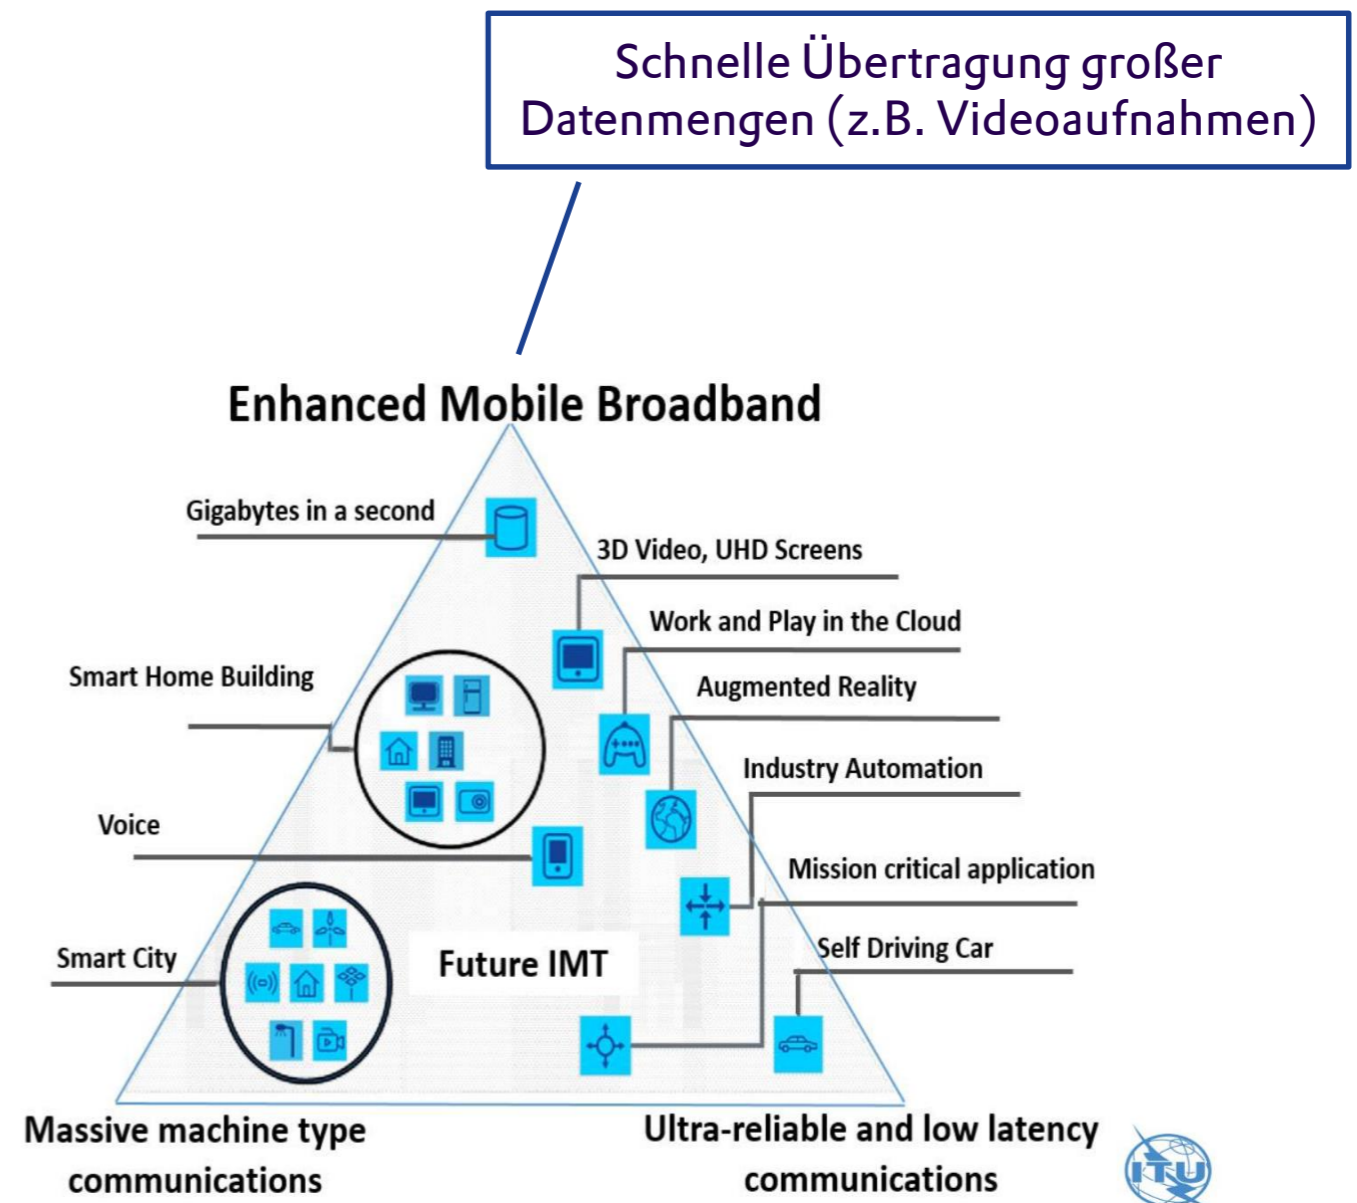 Schnelle Übertragung großer
Datenmengen (z.B. Videoaufnahmen)
Enhanced Mobile Broadband
Gigabytes in a second
3D Video, UHD Screens
Work and Play in the Cloud
Smart Home Building
Augmented Reality
Industry Automation
Voice
Mission critical application
Smart City
Future IMT
Self Driving Car
Massive machine type
communications
Ultra-reliable and low latency
communications
ITU